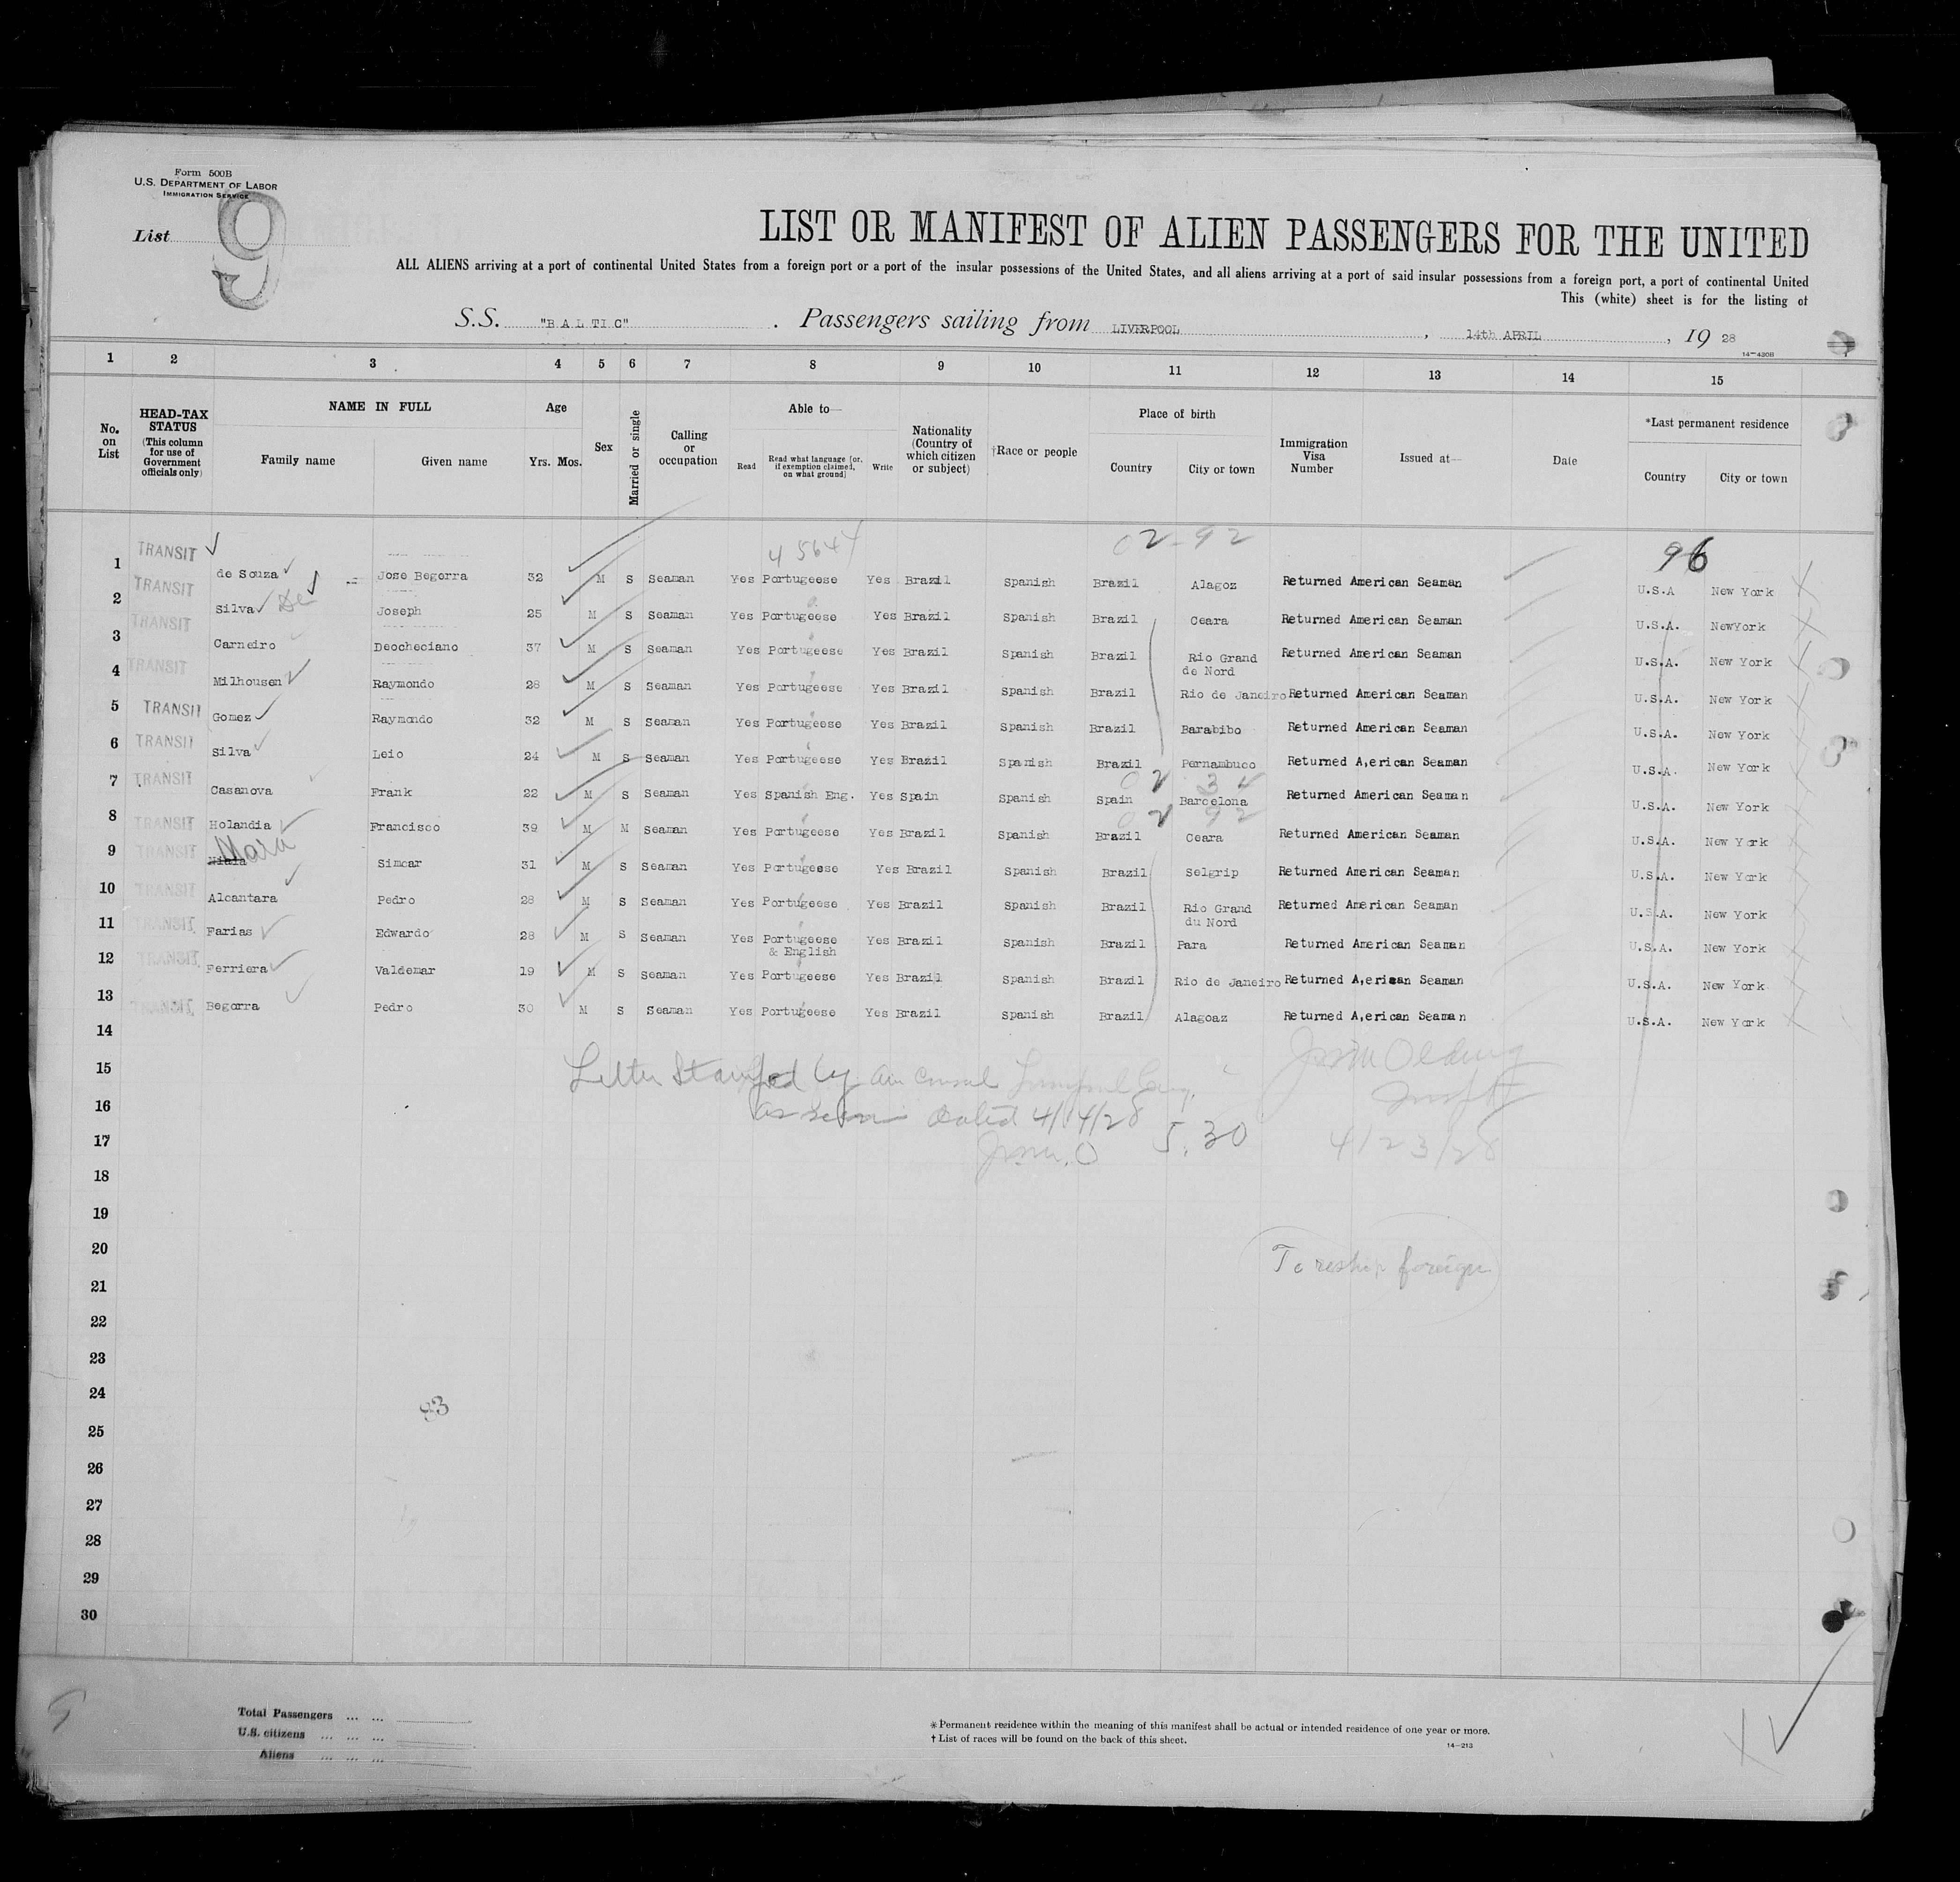 Form 500B
U.S. DEPARTMENT OF LABOR
IMMIGRATION SERVICE
List 9
LIST OR MANIFEST OF ALIEN PASSENGERS FOR THE UNITED
ALL ALIENS arriving at a port of continental United States from a foreign port or a port of the insular possessions of the United States, and all aliens arriving at a port of said insular possessions from a foreign port, a port of continental United
This (white) sheet is for the listing of
S.S. "BALTIC" . Passengers sailing from LIVERPOOL , 14th APRIL , 19 28
14—430B
1 2 3 4 5 6 7 8 9 10 11 12 13 14 15
No. on List
HEAD-TAX STATUS (This column for use of Government officials only)
NAME IN FULL
Family name Given name
Age
Yrs. Mos.
Sex
Married or single
Calling or occupation
Able to—
Read Read what language [or, if exemption claimed, on what ground] Write
Nationality (Country of which citizen or subject)
†Race or people
Place of birth
Country City or town
Immigration Visa Number
Issued at—
Date
*Last permanent residence
Country City or town
45644 02-92 96
1 TRANSIT de Souza Jose Begorra 32 M S Seaman Yes Portugeese Yes Brazil Spanish Brazil Alagoz Returned American Seaman U.S.A New York
2 TRANSIT Silva De Joseph 25 M S Seaman Yes Portugeese Yes Brazil Spanish Brazil Ceara Returned American Seaman U.S.A. NewYork
3 TRANSIT Carneiro Deocheciano 37 M S Seaman Yes Portugeese Yes Brazil Spanish Brazil Rio Grand de Nord Returned American Seaman U.S.A. New York
4 TRANSIT Milhousen Raymondo 28 M S Seaman Yes Portugeese Yes Brazil Spanish Brazil Rio de Janeiro Returned American Seaman U.S.A. New York
5 TRANSIT Gomez Raymondo 32 M S Seaman Yes Portugeese Yes Brazil Spanish Brazil Barabibo Returned American Seaman U.S.A. New York
6 TRANSIT Silva Leio 24 M S Seaman Yes Portugeese Yes Brazil Spanish Brazil Pernambuco Returned A,erican Seaman U.S.A. New York
02 34
7 TRANSIT Casanova Frank 22 M S Seaman Yes Spanish Eng. Yes Spain Spanish Spain Barcelona Returned American Seaman U.S.A. New York
02 92
8 TRANSIT Holandia Francisco 39 M M Seaman Yes Portugeese Yes Brazil Spanish Brazil Ceara Returned American Seaman U.S.A. New York
9 TRANSIT Mara Simoar 31 M S Seaman Yes Portugeese Yes Brazil Spanish Brazil Selgrip Returned American Seaman U.S.A. New York
10 TRANSIT Alcantara Pedro 28 M S Seaman Yes Portugeese Yes Brazil Spanish Brazil Rio Grand du Nord Returned American Seaman U.S.A. New York
11 TRANSIT Farias Edwardo 28 M S Seaman Yes Portugeese & English Yes Brazil Spanish Brazil Para Returned American Seaman U.S.A. New York
12 TRANSIT Ferriera Valdemar 19 M S Seaman Yes Portugeese Yes Brazil Spanish Brazil Rio de Janeiro Returned A,erican Seaman U.S.A. New York
13 TRANSIT Begorra Pedro 30 M S Seaman Yes Portugeese Yes Brazil Spanish Brazil Alagoaz Returned A,erican Seaman U.S.A. New York
14
15 Letter Stamped by Am Consul
16 as seen dated 4/14/28
17 5.30 4/23/28
18
19
20 To reship foreign
21
22
23
24
93
25
26
27
28
29
30
Total Passengers ... ...
U.S. citizens ... ... ...
Aliens ... ... ...
* Permanent residence within the meaning of this manifest shall be actual or intended residence of one year or more.
† List of races will be found on the back of this sheet.
14—213